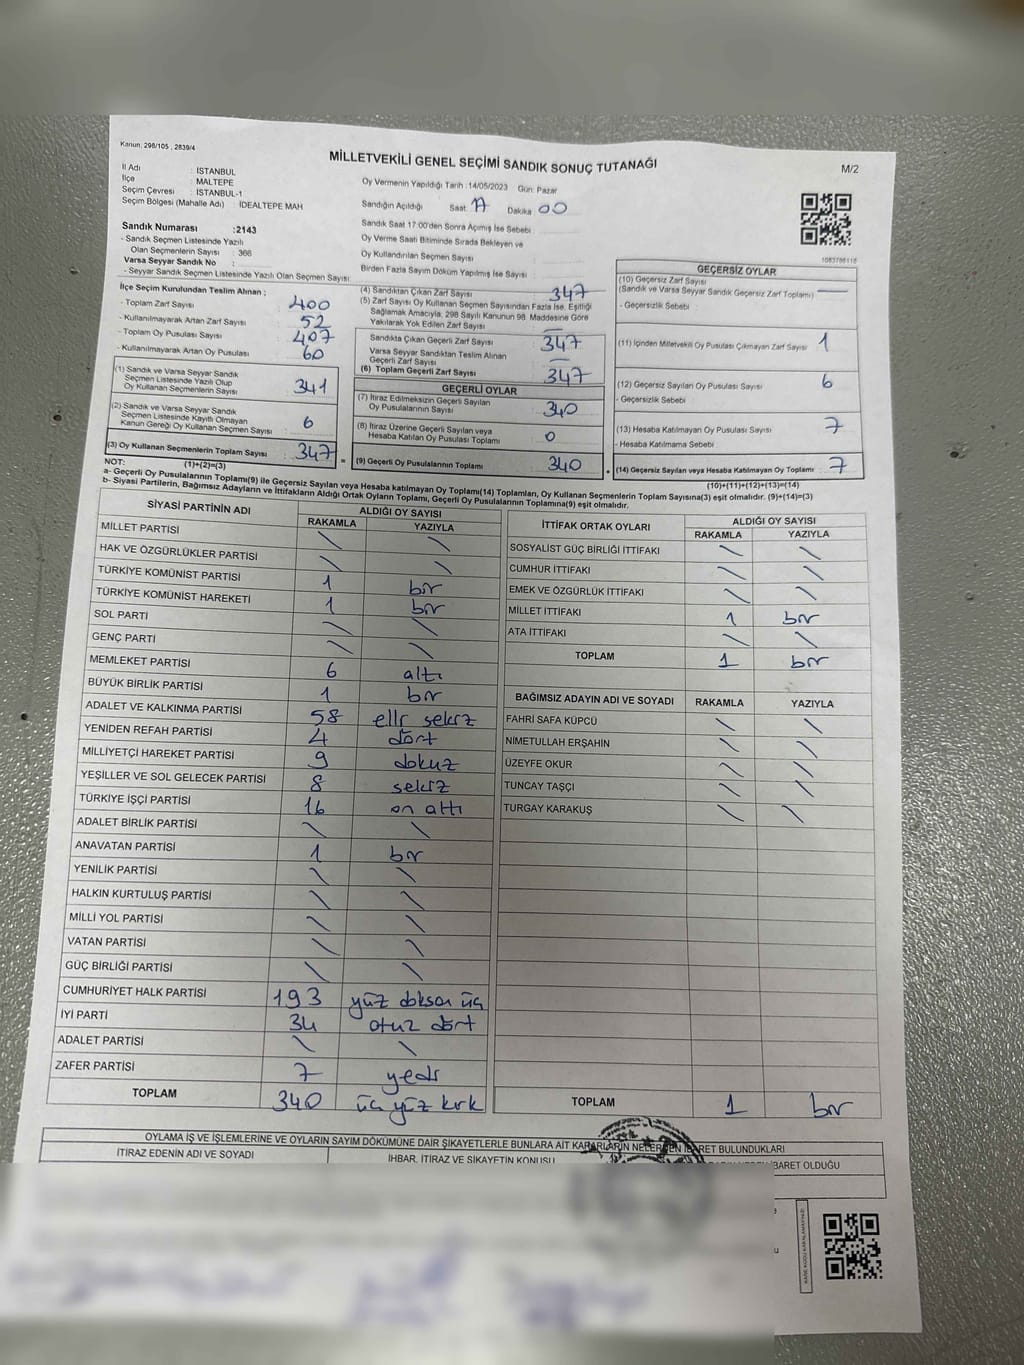 Kanun: 298/105 , 2839/4
MİLLETVEKİLİ GENEL SEÇİMİ SANDIK SONUÇ TUTANAĞI
M/2
İl Adı : İSTANBUL
İlçe : MALTEPE
Seçim Çevresi : İSTANBUL-1
Seçim Bölgesi (Mahalle Adı) : İDEALTEPE MAH
Oy Vermenin Yapıldığı Tarih :14/05/2023 Gün: Pazar
Sandığın Açıldığı Saat: 17 Dakika 00
Sandık Saat 17:00'den Sonra Açımış İse Sebebi :
Oy Verme Saati Bitiminde Sırada Bekleyen ve
Oy Kullandırılan Seçmen Sayısı :
Birden Fazla Sayım Döküm Yapılmış İse Sayısı :
Sandık Numarası :2143
- Sandık Seçmen Listesinde Yazılı
Olan Seçmenlerin Sayısı : 366
Varsa Seyyar Sandık No :
- Seyyar Sandık Seçmen Listesinde Yazılı Olan Seçmen Sayısı
İlçe Seçim Kurulundan Teslim Alınan ;
- Toplam Zarf Sayısı : 400
- Kullanılmayarak Artan Zarf Sayısı : 52
- Toplam Oy Pusulası Sayısı : 407
- Kullanılmayarak Artan Oy Pusulası : 60
(1) Sandık ve Varsa Seyyar Sandık
Seçmen Listesinde Yazılı Olup
Oy Kullanan Seçmenlerin Sayısı : 341
(2) Sandık ve Varsa Seyyar Sandık
Seçmen Listesinde Kayıtlı Olmayan
Kanun Gereği Oy Kullanan Seçmen Sayısı : 6
(3) Oy Kullanan Seçmenlerin Toplam Sayısı : 347
(1)+(2)=(3)
(4) Sandıktan Çıkan Zarf Sayısı : 347
(5) Zarf Sayısı Oy Kullanan Seçmen Sayısından Fazla İse, Eşitliği
Sağlamak Amacıyla, 298 Sayılı Kanunun 98. Maddesine Göre
Yakılarak Yok Edilen Zarf Sayısı : —
Sandıkta Çıkan Geçerli Zarf Sayısı : 347
Varsa Seyyar Sandıktan Teslim Alınan
Geçerli Zarf Sayısı : —
(6) Toplam Geçerli Zarf Sayısı : 347
GEÇERLİ OYLAR
(7) İtiraz Edilmeksizin Geçerli Sayılan
Oy Pusulalarının Sayısı : 340
(8) İtiraz Üzerine Geçerli Sayılan veya
Hesaba Katılan Oy Pusulası Toplamı : 0
= (9) Geçerli Oy Pusulalarının Toplamı : 340
1083786118
GEÇERSİZ OYLAR
(10) Geçersiz Zarf Sayısı
(Sandık ve Varsa Seyyar Sandık Geçersiz Zarf Toplamı) : —
- Geçersizlik Sebebi :
(11) İçinden Milletvekili Oy Pusulası Çıkmayan Zarf Sayısı : 1
(12) Geçersiz Sayılan Oy Pusulası Sayısı : 6
- Geçersizlik Sebebi :
(13) Hesaba Katılmayan Oy Pusulası Sayısı : 7
- Hesaba Katılmama Sebebi :
+ (14) Geçersiz Sayılan veya Hesaba Katılmayan Oy Toplamı : 7
(10)+(11)+(12)+(13)=(14)
NOT:
a- Geçerli Oy Pusulalarının Toplamı(9) ile Geçersiz Sayılan veya Hesaba katılmayan Oy Toplamı(14) Toplamları, Oy Kullanan Seçmenlerin Toplam Sayısına(3) eşit olmalıdır. (9)+(14)=(3)
b- Siyasi Partilerin, Bağımsız Adayların ve İttifakların Aldığı Ortak Oyların Toplamı, Geçerli Oy Pusulalarının Toplamına(9) eşit olmalıdır.
SİYASİ PARTİNİN ADI ALDIĞI OY SAYISI
RAKAMLA YAZIYLA
MİLLET PARTİSİ \ \
HAK VE ÖZGÜRLÜKLER PARTİSİ \ \
TÜRKİYE KOMÜNİST PARTİSİ 1 bir
TÜRKİYE KOMÜNİST HAREKETİ 1 bir
SOL PARTİ \ \
GENÇ PARTİ \ \
MEMLEKET PARTİSİ 6 altı
BÜYÜK BİRLİK PARTİSİ 1 bir
ADALET VE KALKINMA PARTİSİ 58 elli sekiz
YENİDEN REFAH PARTİSİ 4 dört
MİLLİYETÇİ HAREKET PARTİSİ 9 dokuz
YEŞİLLER VE SOL GELECEK PARTİSİ 8 sekiz
TÜRKİYE İŞÇİ PARTİSİ 16 on altı
ADALET BİRLİK PARTİSİ \ \
ANAVATAN PARTİSİ 1 bir
YENİLİK PARTİSİ \ \
HALKIN KURTULUŞ PARTİSİ \ \
MİLLİ YOL PARTİSİ \ \
VATAN PARTİSİ \ \
GÜÇ BİRLİĞİ PARTİSİ \ \
CUMHURİYET HALK PARTİSİ 193 yüz doksan üç
İYİ PARTİ 34 otuz dört
ADALET PARTİSİ \ \
ZAFER PARTİSİ 7 yedi
TOPLAM 340 üç yüz kırk
İTTİFAK ORTAK OYLARI ALDIĞI OY SAYISI
RAKAMLA YAZIYLA
SOSYALİST GÜÇ BİRLİĞİ İTTİFAKI \ \
CUMHUR İTTİFAKI \ \
EMEK VE ÖZGÜRLÜK İTTİFAKI \ \
MİLLET İTTİFAKI 1 bir
ATA İTTİFAKI \ \
TOPLAM 1 bir
BAĞIMSIZ ADAYIN ADI VE SOYADI RAKAMLA YAZIYLA
FAHRİ SAFA KÜPCÜ \ \
NİMETULLAH ERŞAHİN \ \
ÜZEYFE OKUR \ \
TUNCAY TAŞÇI \ \
TURGAY KARAKUŞ \ \
TOPLAM 1 bir
OYLAMA İŞ VE İŞLEMLERİNE VE OYLARIN SAYIM DÖKÜMÜNE DAİR ŞİKAYETLERLE BUNLARA AİT KARARLARIN NELERDEN İBARET BULUNDUKLARI
İTİRAZ EDENİN ADI VE SOYADI İHBAR, İTİRAZ VE ŞİKAYETİN KONUSU İBARET OLDUĞU